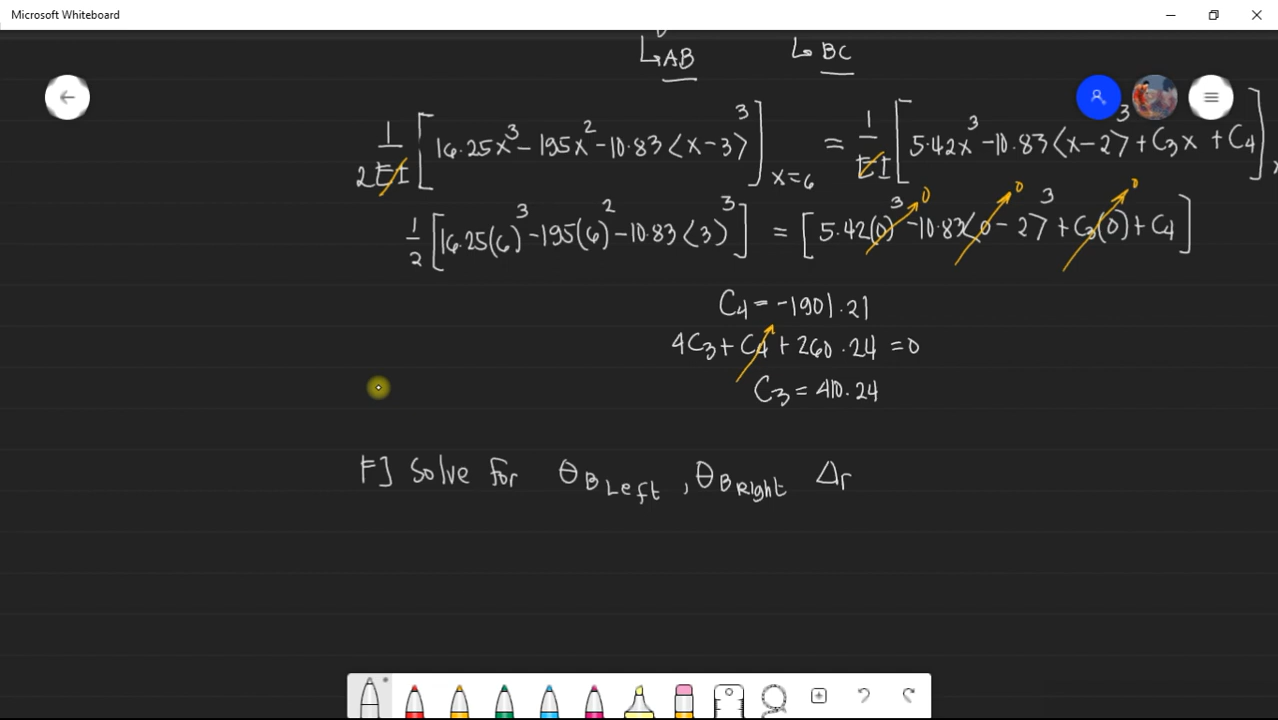 Microsoft Whiteboard
↳AB ↳BC
1/2EI [16.25x³ - 195x² - 10.83<x-3>³]x=6 = 1/EI [5.42x³ - 10.83<x-2>³ + C₃x + C₄]x
1/2 [16.25(6)³ - 195(6)² - 10.83<3>³] = [5.42(0)³ - 10.83<0-2>³ + C₃(0) + C₄] 0 0 0
C₄ = -1901.21
4C₃ + C₄ + 260.24 = 0
C₃ = 410.24
F] Solve for θB Left, θB Right Δr